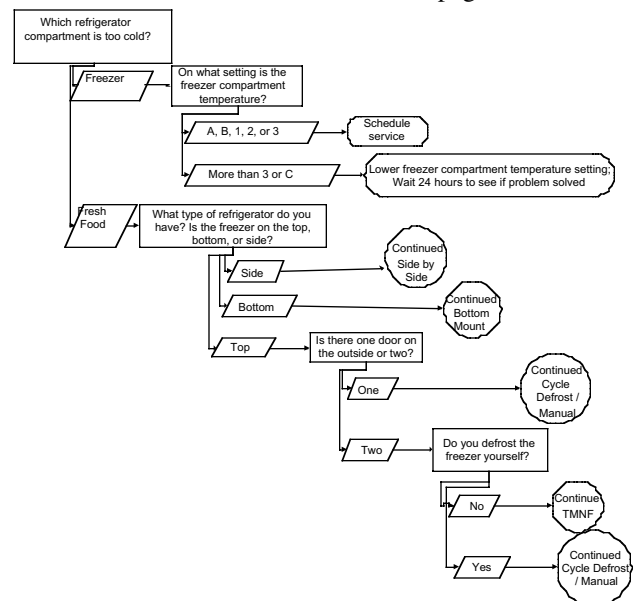 Which refrigerator
compartment is too cold?
Freezer
On what setting is the
freezer compartment
temperature?
A, B, 1, 2, or 3
Schedule
service
More than 3 or C
Lower freezer compartment temperature setting;
Wait 24 hours to see if problem solved
Fresh
Food
What type of refrigerator do you
have? Is the freezer on the top,
bottom, or side?
Side
Continued
Side by
Side
Bottom
Continued
Bottom
Mount
Top
Is there one door on
the outside or two?
One
Continued
Cycle
Defrost /
Manual
Two
Do you defrost the
freezer yourself?
No
Continue
TMNF
Yes
Continued
Cycle Defrost
/ Manual